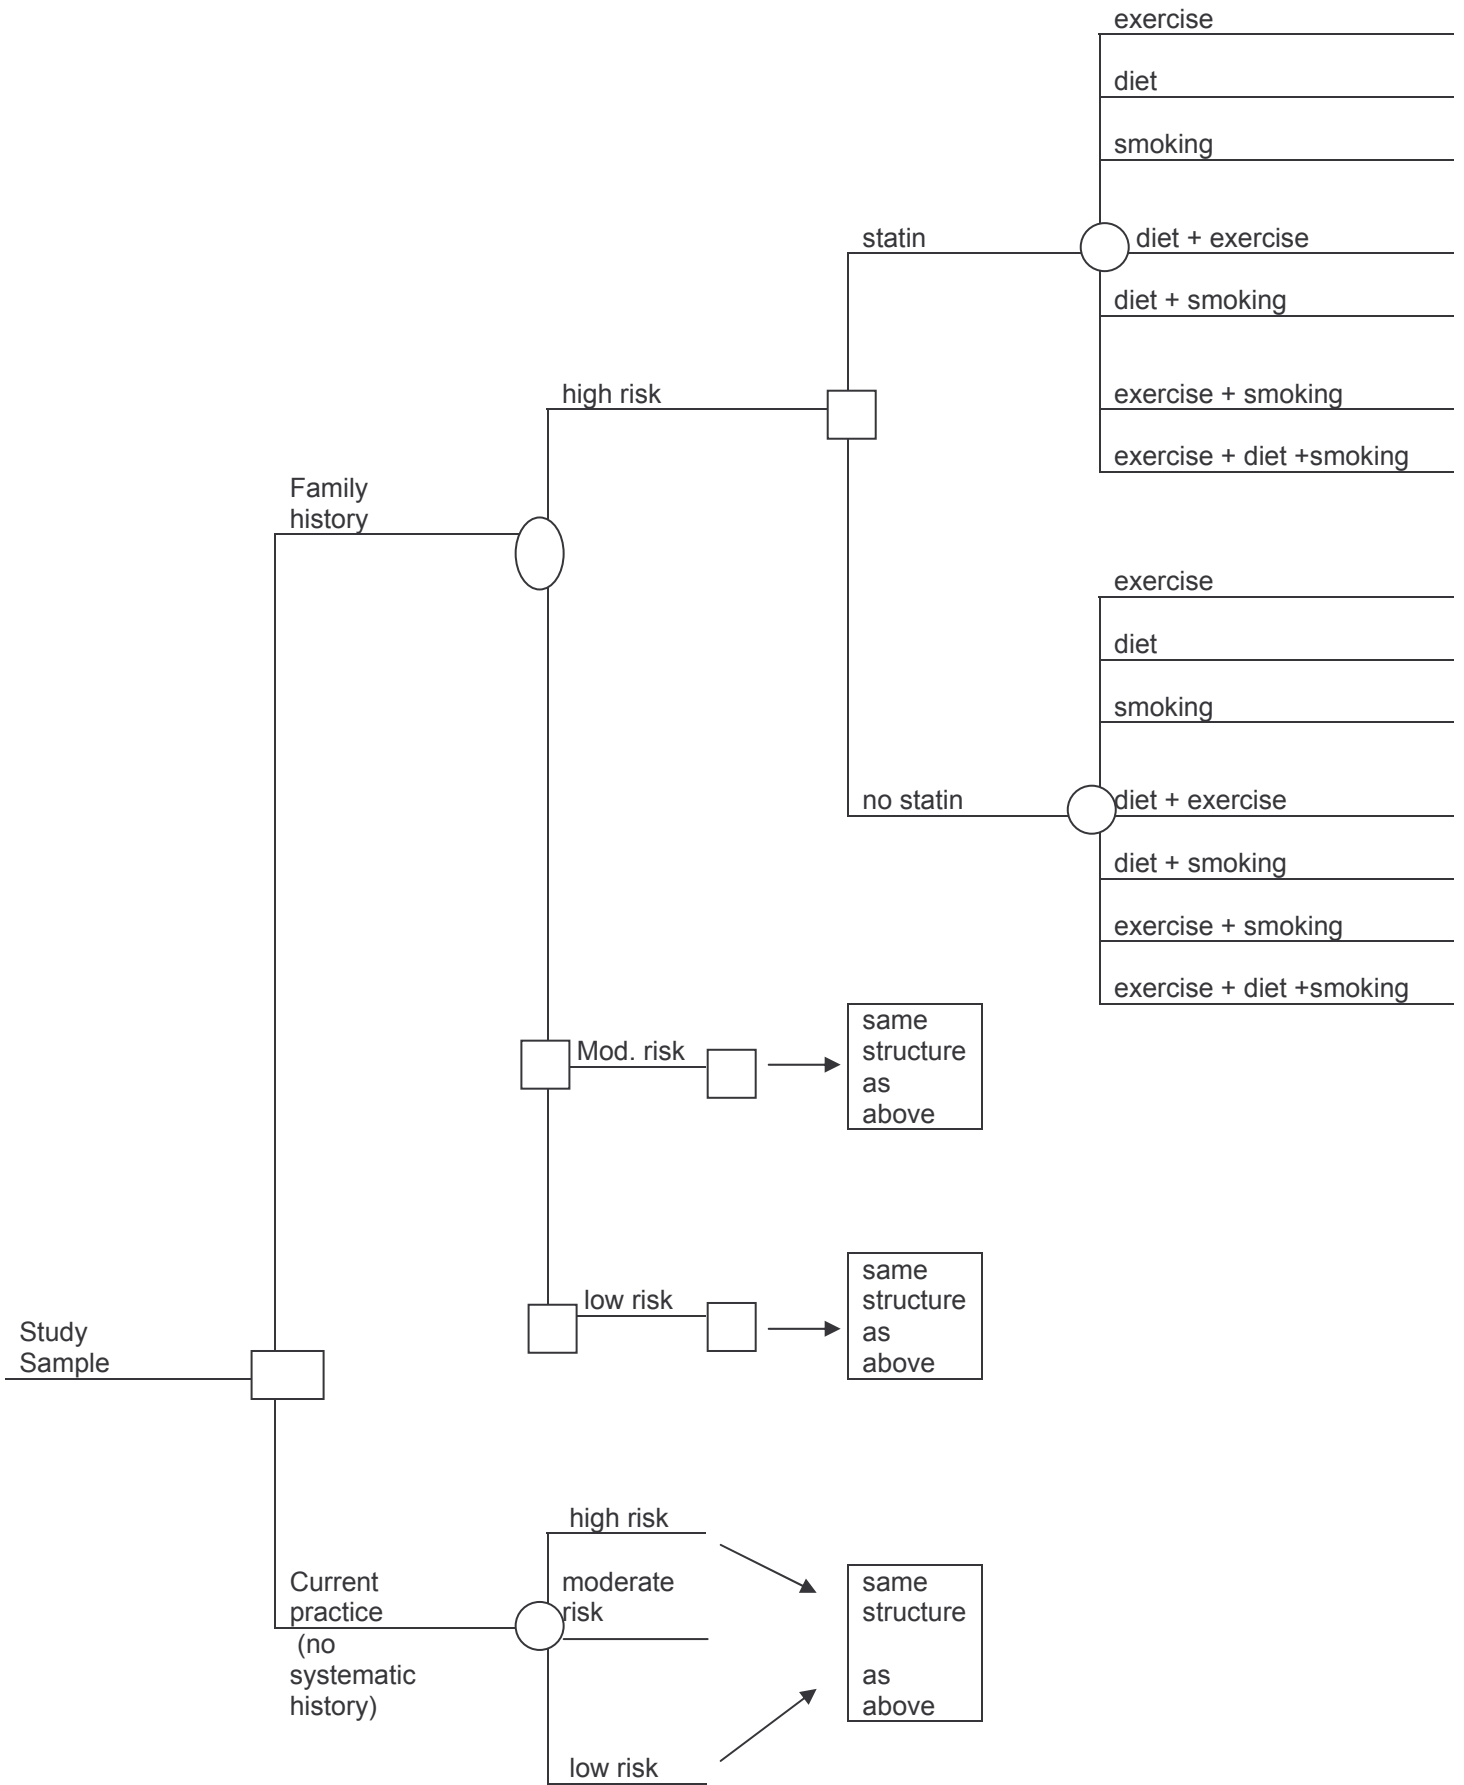 exercise
diet
smoking
statin
diet + exercise
diet + smoking
high risk
exercise + smoking
exercise + diet +smoking
Family
history
exercise
diet
smoking
no statin
diet + exercise
diet + smoking
exercise + smoking
exercise + diet +smoking
Mod. risk
same
structure
as
above
low risk
same
structure
as
above
Study
Sample
high risk
Current
practice
(no
systematic
history)
moderate
risk
same
structure
as
above
low risk